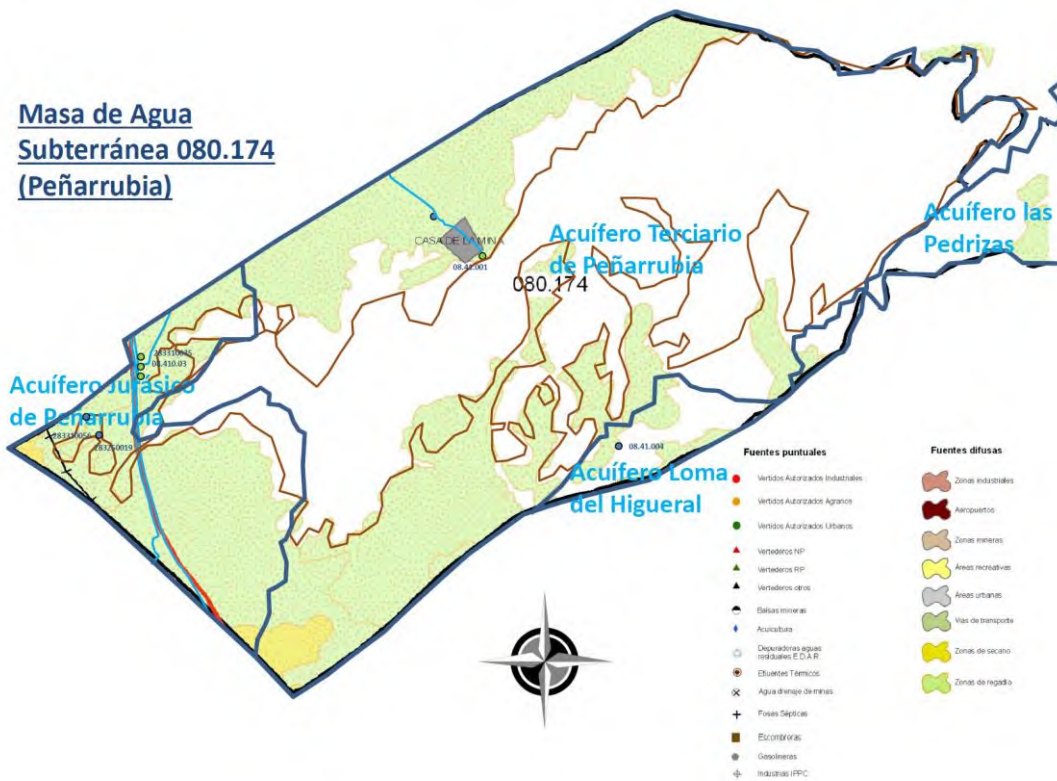 Masa de Agua
Subterránea 080.174
(Peñarrubia)
CASA DE LA MINA
08.41.001
Acuífero Terciario
de Peñarrubia
080.174
Acuífero las
Pedrizas
283310035
08.410.03
Acuífero Jurásico
de Peñarrubia
283310056
283250019
08.41.004
Acuífero Loma
del Higueral
Fuentes puntuales
Vertidos Autorizados Industriales
Vertidos Autorizados Agrarios
Vertidos Autorizados Urbanos
Vertederos NP
Vertederos RP
Vertederos otros
Balsas mineras
Acuicultura
Depuradoras aguas
residuales E.D.A.R.
Efluentes Térmicos
Agua drenaje de minas
Fosas Sépticas
Escombreras
Gasolineras
Industrias IPPC
Fuentes difusas
Zonas industriales
Aeropuertos
Zonas mineras
Áreas recreativas
Áreas urbanas
Vías de transporte
Zonas de secano
Zonas de regadío